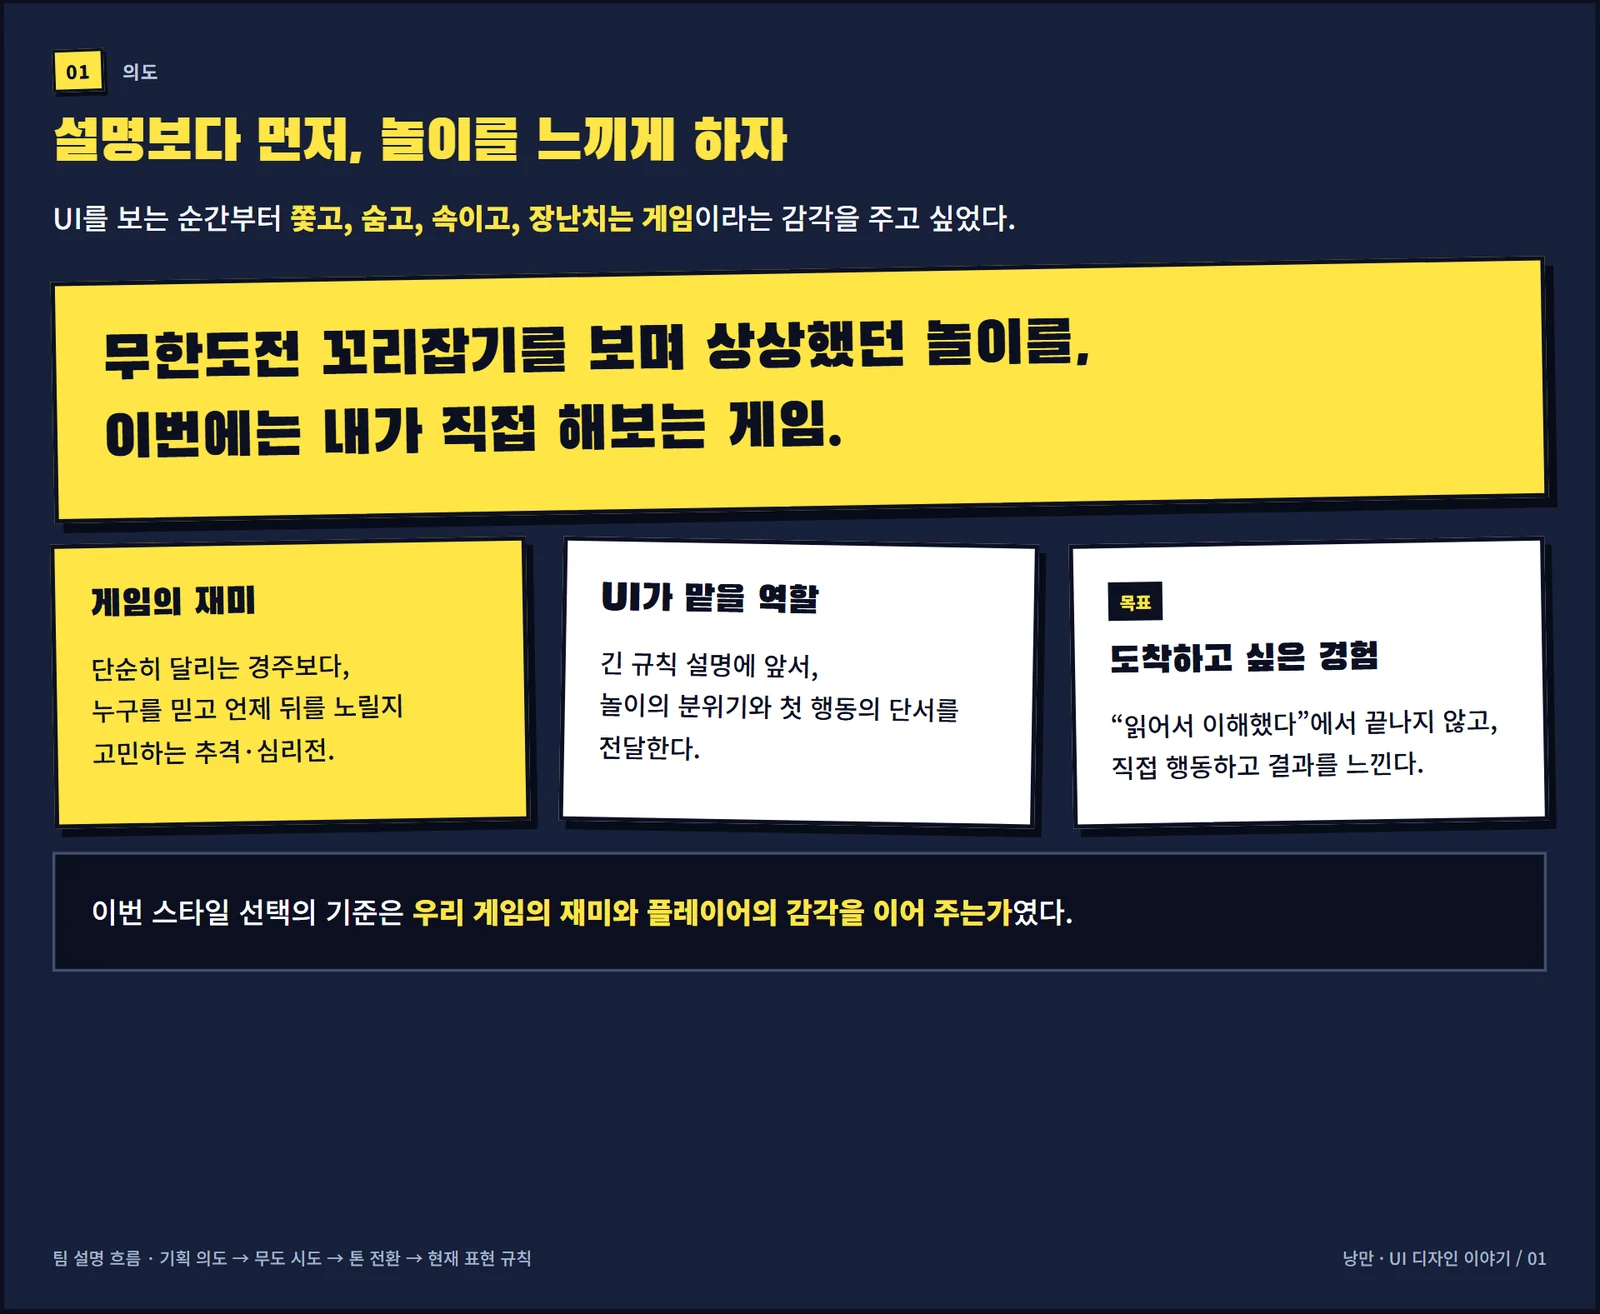 01 의도
설명보다 먼저, 놀이를 느끼게 하자
UI를 보는 순간부터 쫓고, 숨고, 속이고, 장난치는 게임이라는 감각을 주고 싶었다.
무한도전 꼬리잡기를 보며 상상했던 놀이를,
이번에는 내가 직접 해보는 게임.
게임의 재미
단순히 달리는 경주보다,
누구를 믿고 언제 뒤를 노릴지
고민하는 추격·심리전.
UI가 맡을 역할
긴 규칙 설명에 앞서,
놀이의 분위기와 첫 행동의 단서를
전달한다.
목표
도착하고 싶은 경험
“읽어서 이해했다”에서 끝나지 않고,
직접 행동하고 결과를 느낀다.
이번 스타일 선택의 기준은 우리 게임의 재미와 플레이어의 감각을 이어 주는가였다.
팀 설명 흐름 · 기획 의도 → 무도 시도 → 톤 전환 → 현재 표현 규칙
낭만 · UI 디자인 이야기 / 01